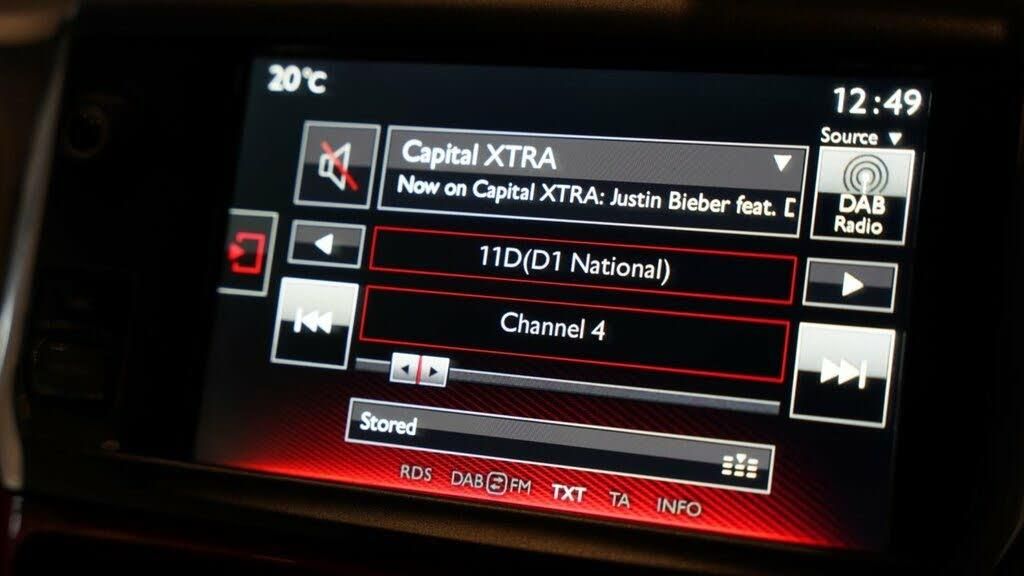 20°C
12:49
Source
Capital XTRA
Now on Capital XTRA: Justin Bieber feat.
DAB
Radio
11D(D1 National)
Channel 4
Stored
RDS DAB FM TXT TA INFO